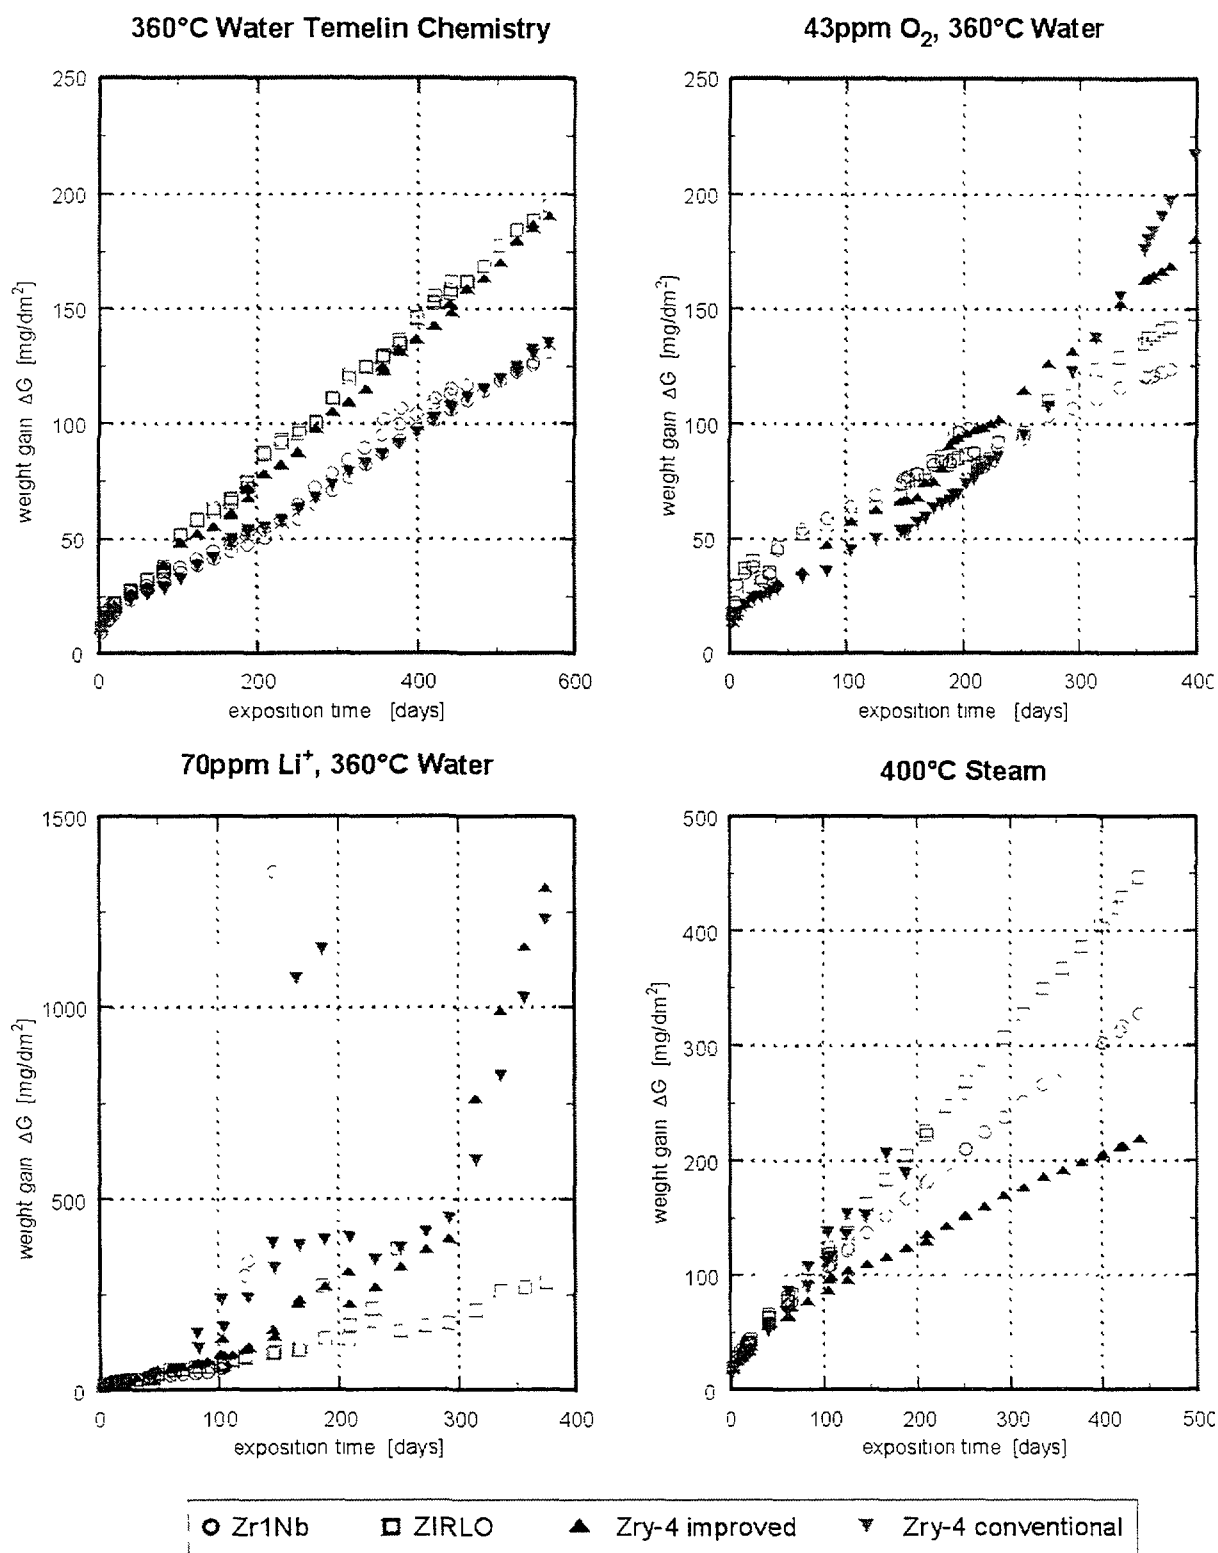 360°C Water Temelin Chemistry
250
200
150
100
50
0
weight gain ΔG [mg/dm²]
0 200 400 600
exposition time [days]
43ppm O₂, 360°C Water
250
200
150
100
50
0
weight gain ΔG [mg/dm²]
0 100 200 300 400
exposition time [days]
70ppm Li⁺, 360°C Water
1500
1000
500
0
weight gain ΔG [mg/dm²]
0 100 200 300 400
exposition time [days]
400°C Steam
500
400
300
200
100
0
weight gain ΔG [mg/dm²]
0 100 200 300 400 500
exposition time [days]
Zr1Nb ZIRLO Zry-4 improved Zry-4 conventional